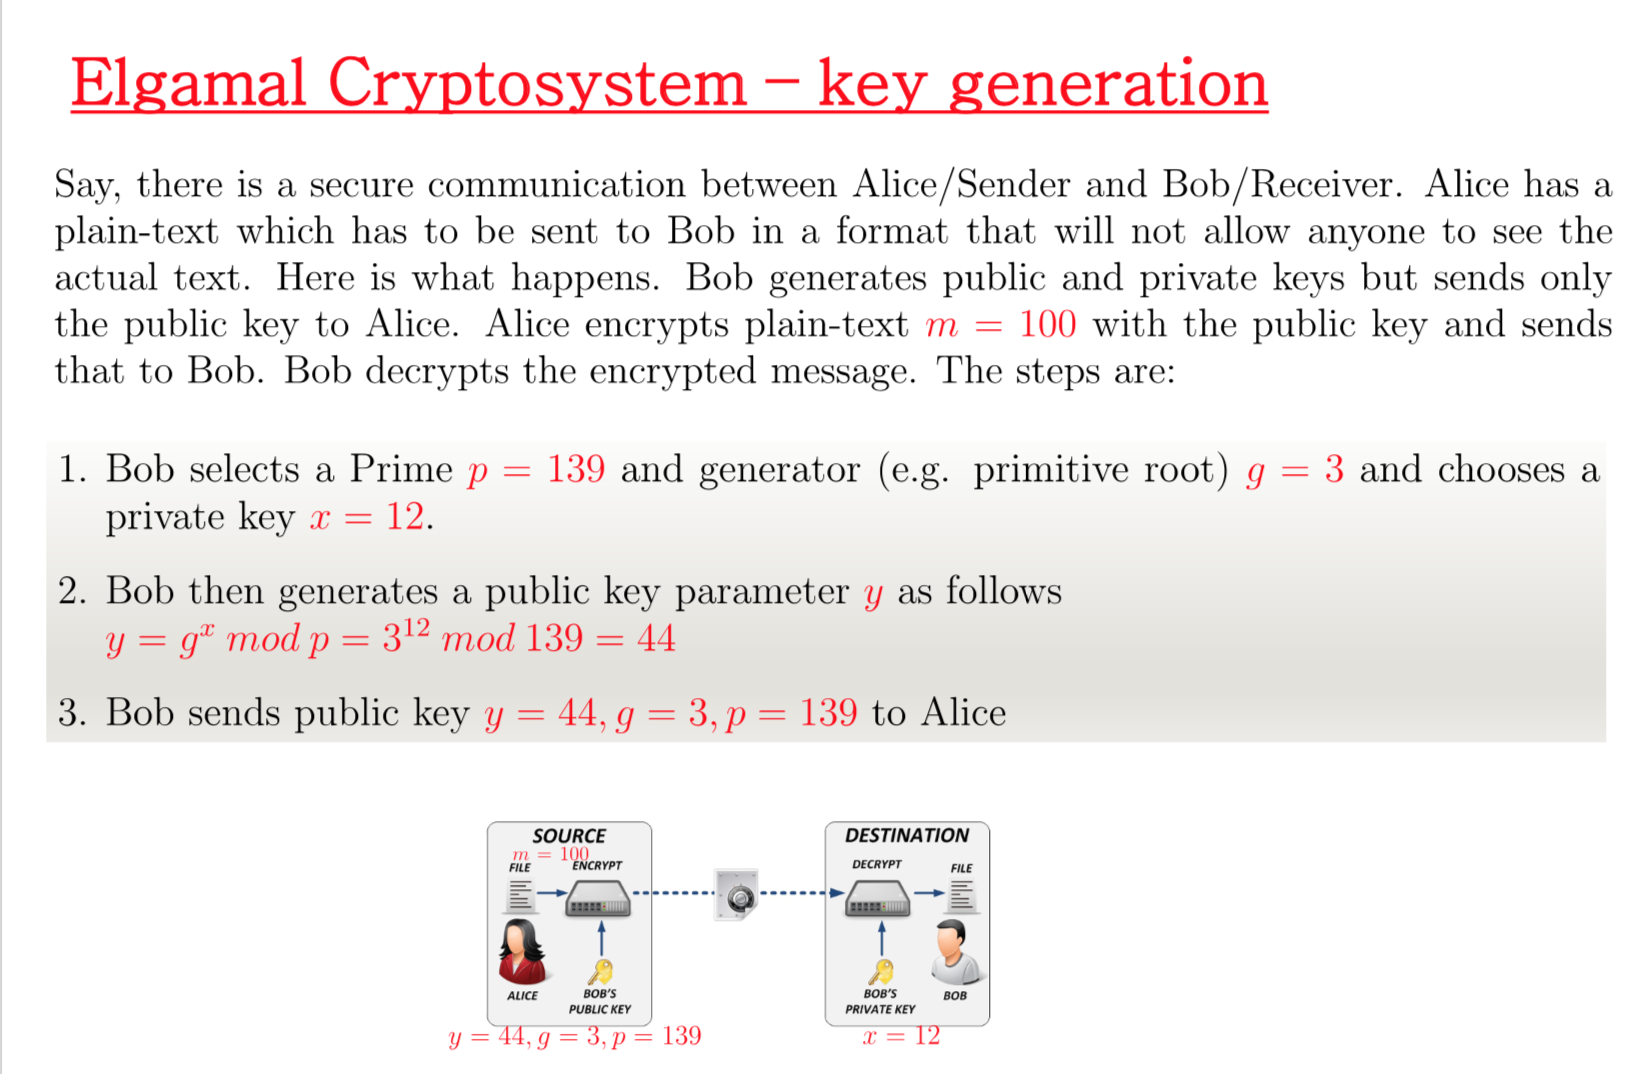 Elgamal Cryptosystem – key generation
Say, there is a secure communication between Alice/Sender and Bob/Receiver. Alice has a
plain-text which has to be sent to Bob in a format that will not allow anyone to see the
actual text. Here is what happens. Bob generates public and private keys but sends only
the public key to Alice. Alice encrypts plain-text m = 100 with the public key and sends
that to Bob. Bob decrypts the encrypted message. The steps are:
1. Bob selects a Prime p = 139 and generator (e.g. primitive root) g = 3 and chooses a
private key x = 12.
2. Bob then generates a public key parameter y as follows
y = g^x mod p = 3^12 mod 139 = 44
3. Bob sends public key y = 44, g = 3, p = 139 to Alice
SOURCE
m = 100
FILE
ENCRYPT
ALICE
BOB'S
PUBLIC KEY
y = 44, g = 3, p = 139
DESTINATION
DECRYPT
FILE
BOB'S
PRIVATE KEY
BOB
x = 12